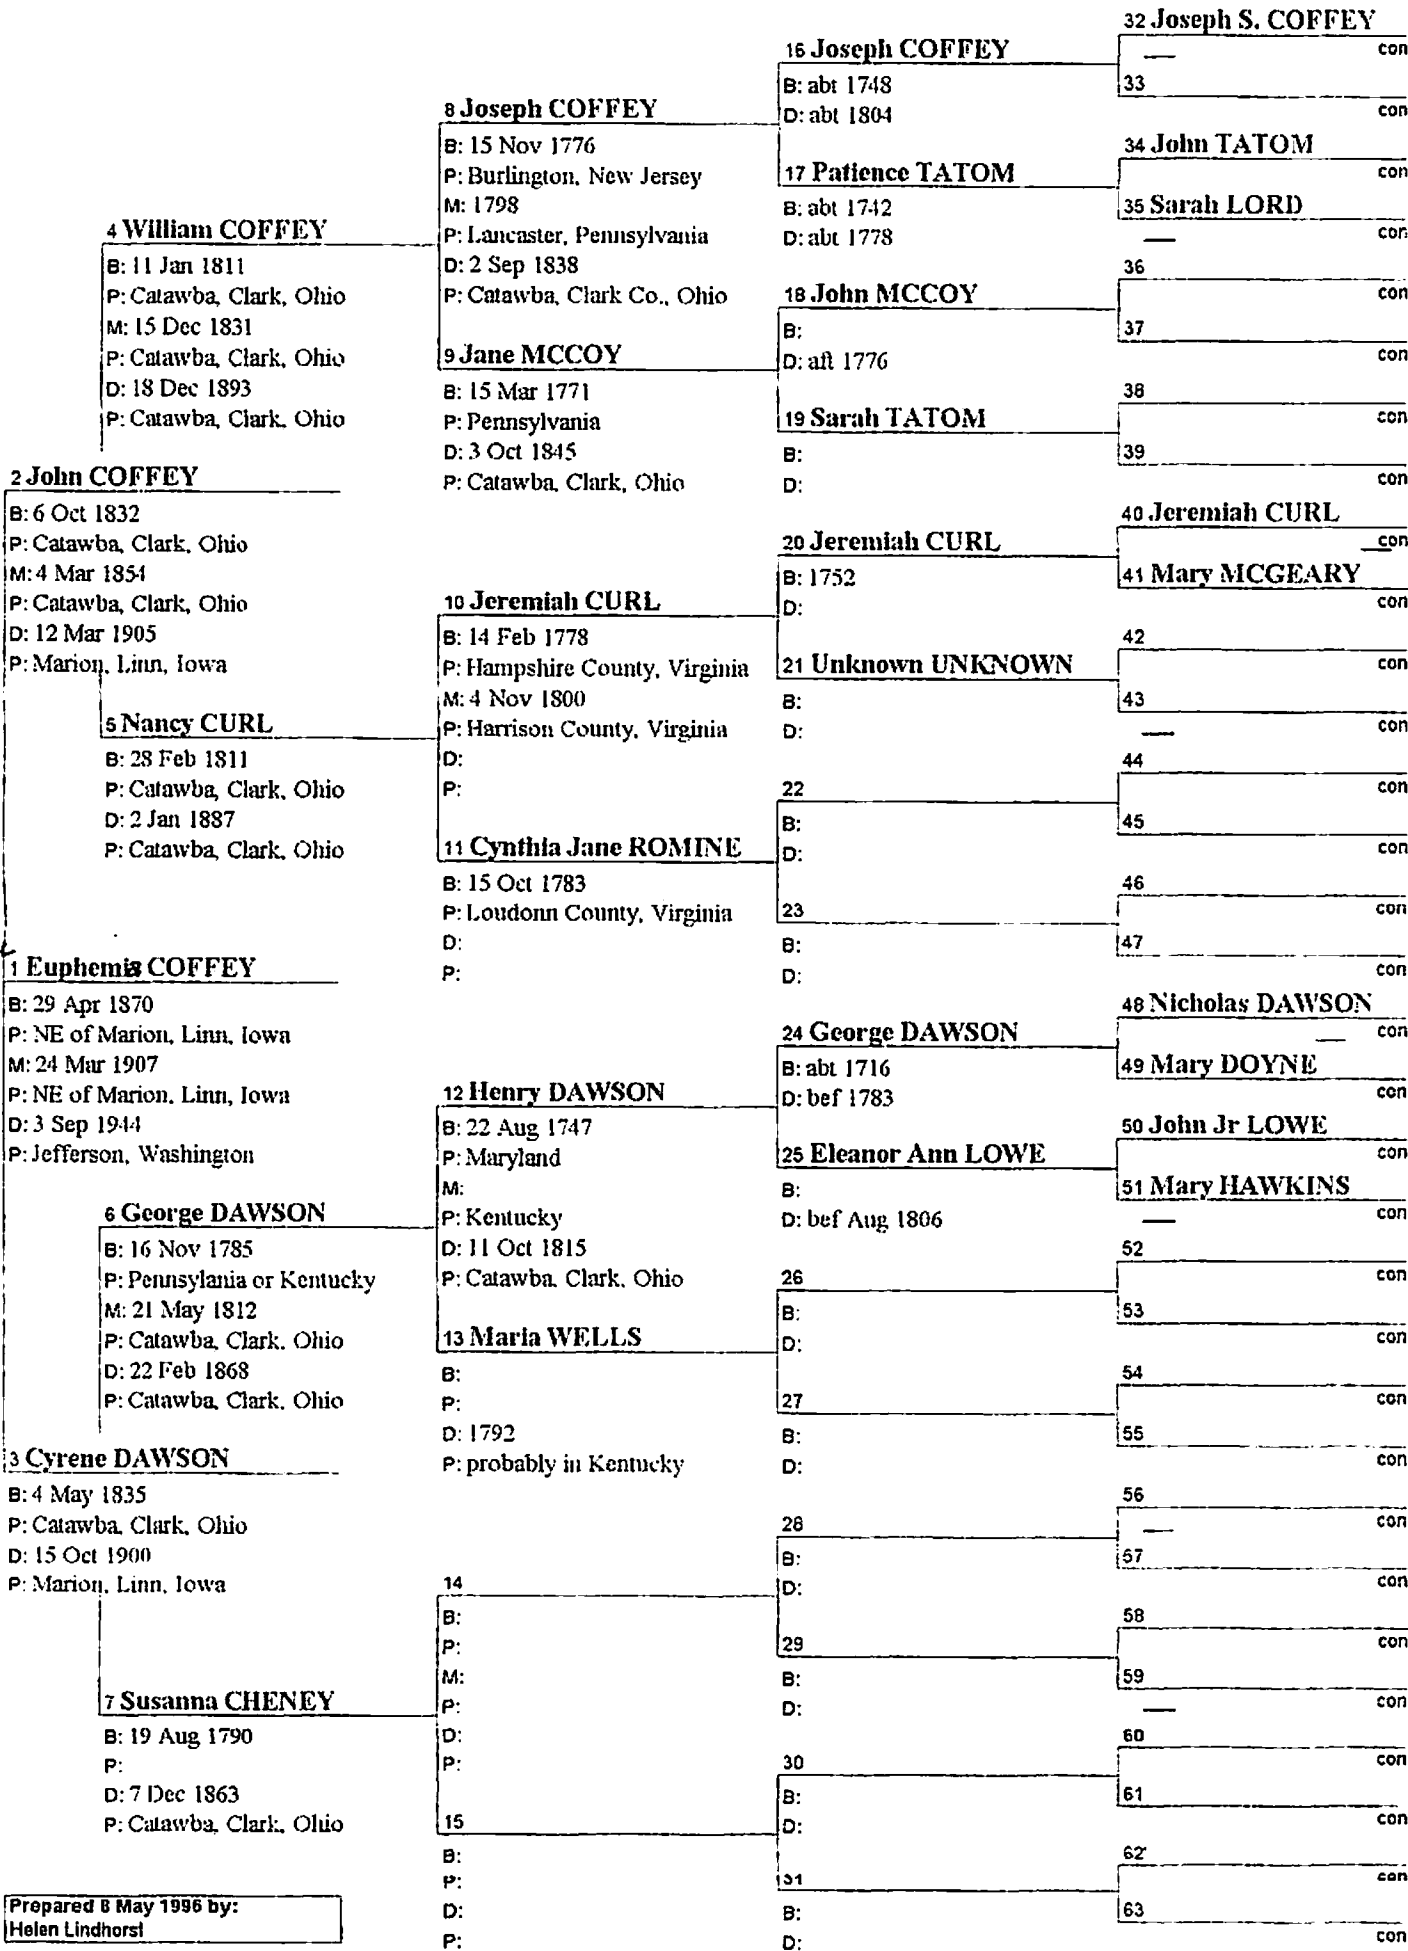 2 John COFFEY
B: 6 Oct 1832
P: Catawba, Clark, Ohio
M: 4 Mar 1854
P: Catawba, Clark, Ohio
D: 12 Mar 1905
P: Marion, Linn, Iowa
1 Euphemia COFFEY
B: 29 Apr 1870
P: NE of Marion, Linn, Iowa
M: 24 Mar 1907
P: NE of Marion, Linn, Iowa
D: 3 Sep 1944
P: Jefferson, Washington
3 Cyrene DAWSON
B: 4 May 1835
P: Catawba, Clark, Ohio
D: 15 Oct 1900
P: Marion, Linn, Iowa
Prepared 8 May 1996 by:
Helen Lindhorst
4 William COFFEY
B: 11 Jan 1811
P: Catawba, Clark, Ohio
M: 15 Dec 1831
P: Catawba, Clark, Ohio
D: 18 Dec 1893
P: Catawba, Clark, Ohio
5 Nancy CURL
B: 28 Feb 1811
P: Catawba, Clark, Ohio
D: 2 Jan 1887
P: Catawba, Clark, Ohio
6 George DAWSON
B: 16 Nov 1785
P: Pennsylania or Kentucky
M: 21 May 1812
P: Catawba, Clark, Ohio
D: 22 Feb 1868
P: Catawba, Clark, Ohio
7 Susanna CHENEY
B: 19 Aug 1790
P:
D: 7 Dec 1863
P: Catawba, Clark, Ohio
8 Joseph COFFEY
B: 15 Nov 1776
P: Burlington, New Jersey
M: 1798
P: Lancaster, Pennsylvania
D: 2 Sep 1838
P: Catawba, Clark Co., Ohio
9 Jane MCCOY
B: 15 Mar 1771
P: Pennsylvania
D: 3 Oct 1845
P: Catawba, Clark, Ohio
10 Jeremiah CURL
B: 14 Feb 1778
P: Hampshire County, Virginia
M: 4 Nov 1800
P: Harrison County, Virginia
D:
P:
11 Cynthia Jane ROMINE
B: 15 Oct 1783
P: Loudonn County, Virginia
D:
P:
12 Henry DAWSON
B: 22 Aug 1747
P: Maryland
M:
P: Kentucky
D: 11 Oct 1815
P: Catawba, Clark, Ohio
13 Maria WELLS
B:
P:
D: 1792
P: probably in Kentucky
14
B:
P:
M:
P:
D:
P:
15
B:
P:
D:
P:
16 Joseph COFFEY
B: abt 1748
D: abt 1804
17 Patience TATOM
B: abt 1742
D: abt 1778
18 John MCCOY
B:
D: aft 1776
19 Sarah TATOM
B:
D:
20 Jeremiah CURL
B: 1752
D:
21 Unknown UNKNOWN
B:
D:
22
B:
D:
23
B:
D:
24 George DAWSON
B: abt 1716
D: bef 1783
25 Eleanor Ann LOWE
B:
D: bef Aug 1806
26
B:
D:
27
B:
D:
28
B:
D:
29
B:
D:
30
B:
D:
31
B:
D:
32 Joseph S. COFFEY
con
33
con
34 John TATOM
con
35 Sarah LORD
con
36
con
37
con
38
con
39
con
40 Jeremiah CURL
con
41 Mary MCGEARY
con
42
con
43
con
44
con
45
con
46
con
47
con
48 Nicholas DAWSON
con
49 Mary DOYNE
con
50 John Jr LOWE
con
51 Mary HAWKINS
con
52
con
53
con
54
con
55
con
56
con
57
con
58
con
59
con
60
con
61
con
62
con
63
con